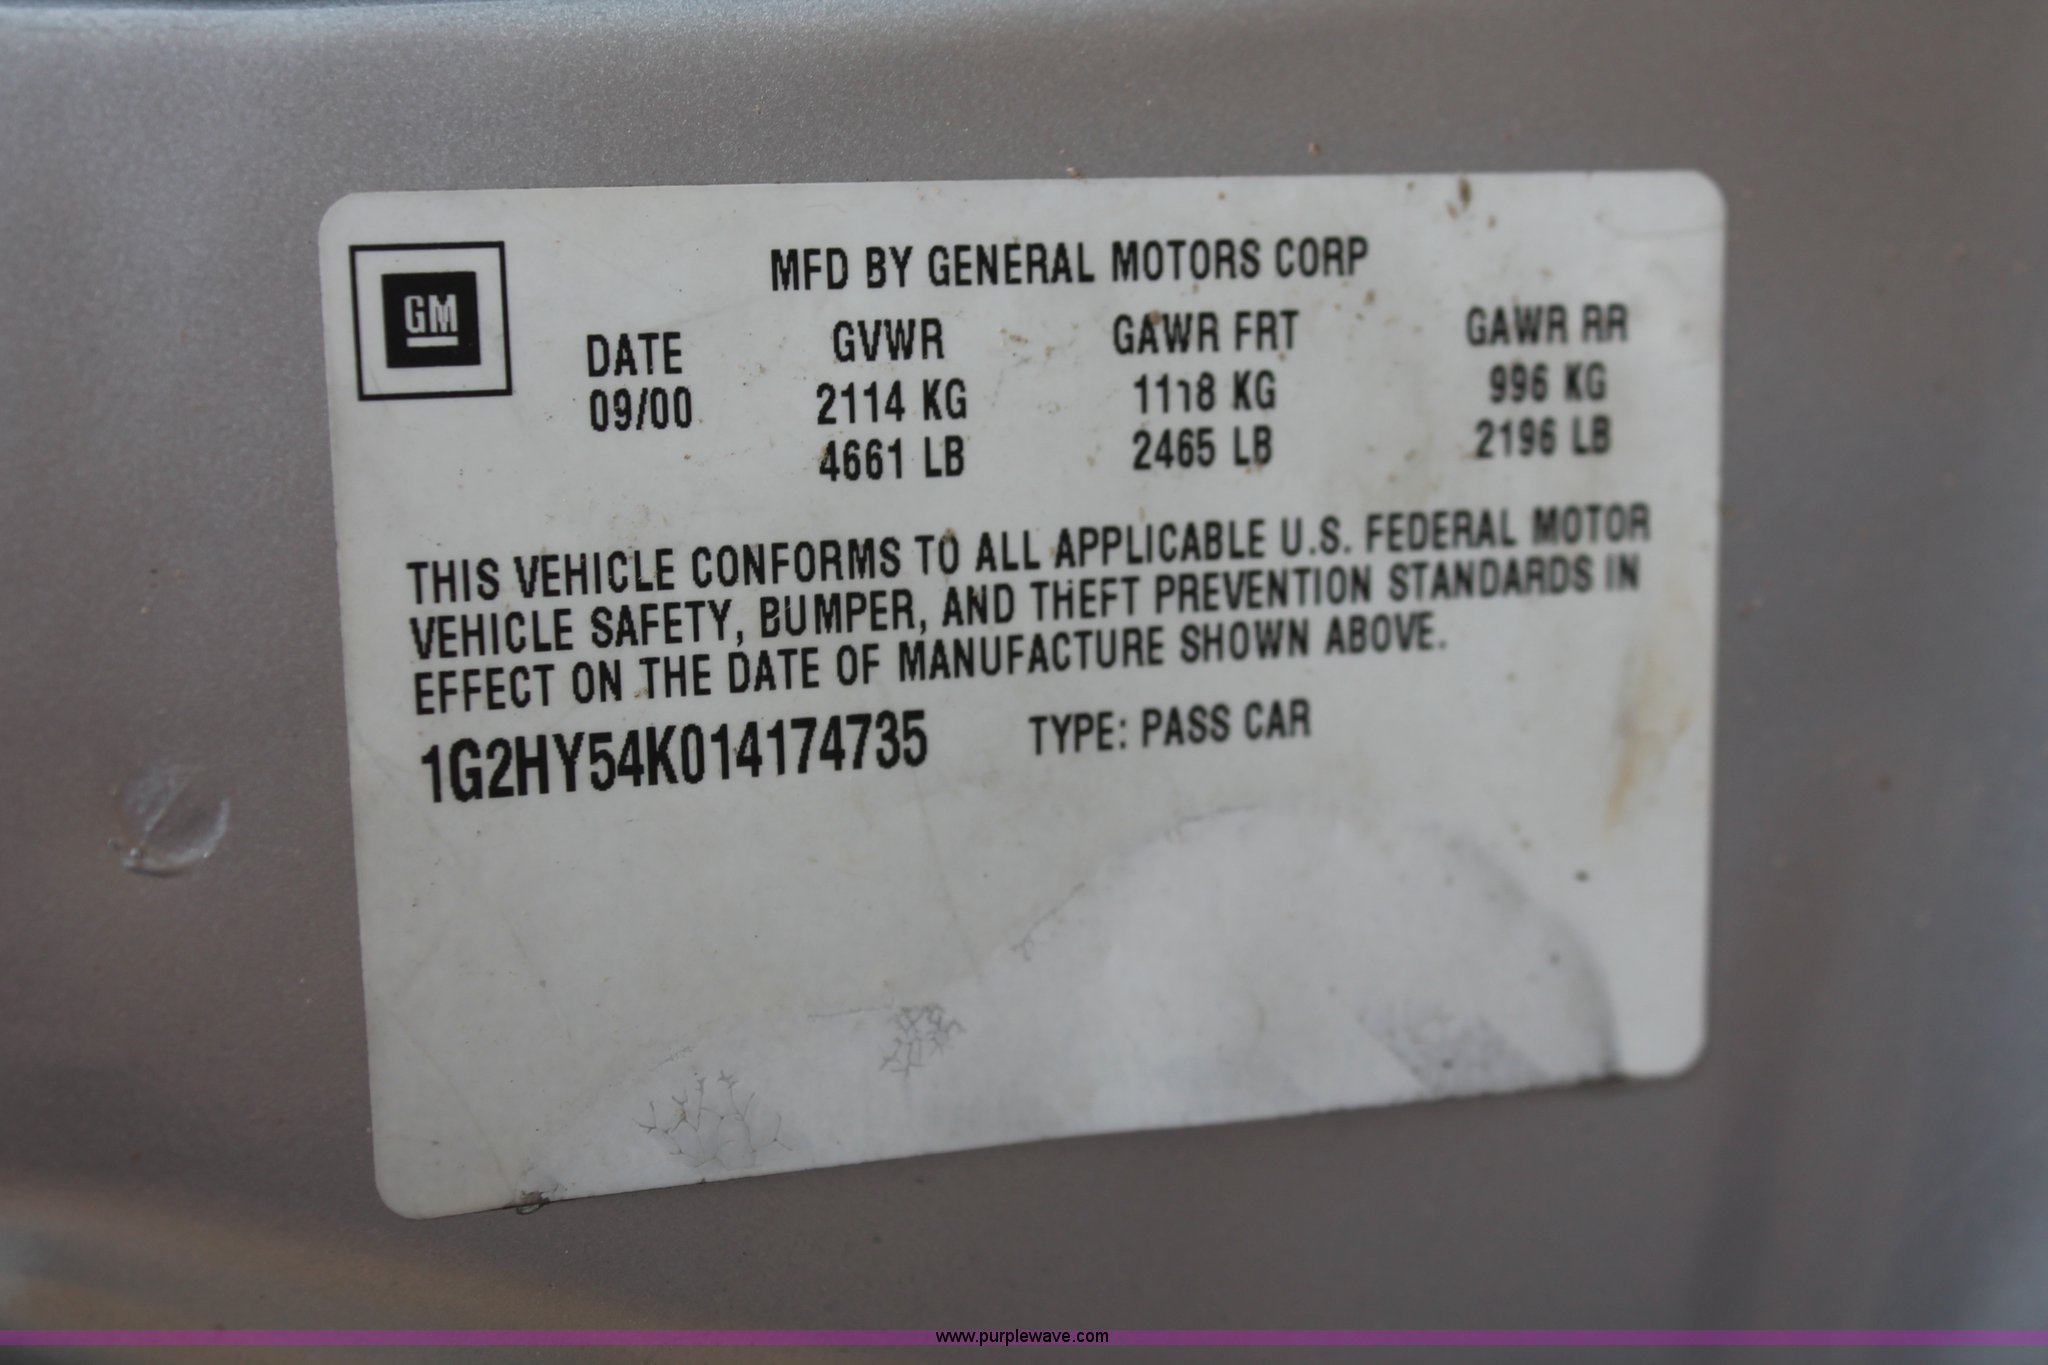 GM
MFD BY GENERAL MOTORS CORP
DATE GVWR GAWR FRT GAWR RR
09/00 2114 KG 1118 KG 996 KG
4661 LB 2465 LB 2196 LB
THIS VEHICLE CONFORMS TO ALL APPLICABLE U.S. FEDERAL MOTOR
VEHICLE SAFETY, BUMPER, AND THEFT PREVENTION STANDARDS IN
EFFECT ON THE DATE OF MANUFACTURE SHOWN ABOVE.
1G2HY54K014174735 TYPE: PASS CAR
www.purplewave.com